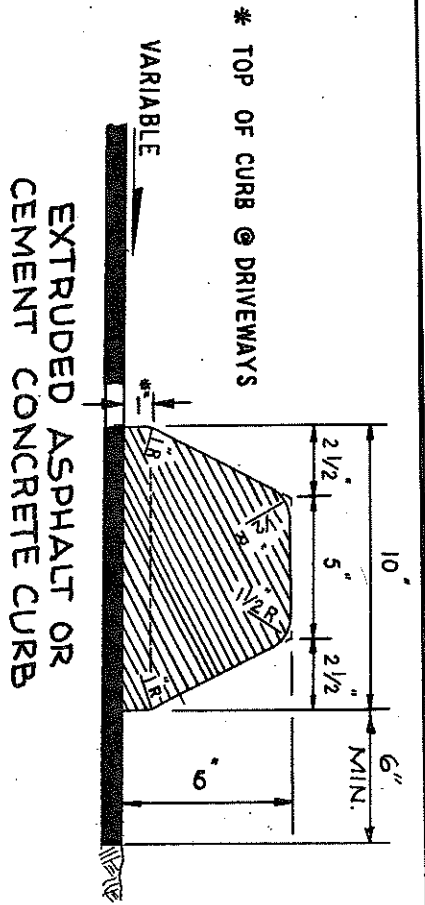 * TOP OF CURB @ DRIVEWAYS
VARIABLE
10"
6" MIN.
2 1/2" 5" 2 1/2"
1 1/2 R"
1"R 1"R
*1"
6"
EXTRUDED ASPHALT OR
CEMENT CONCRETE CURB